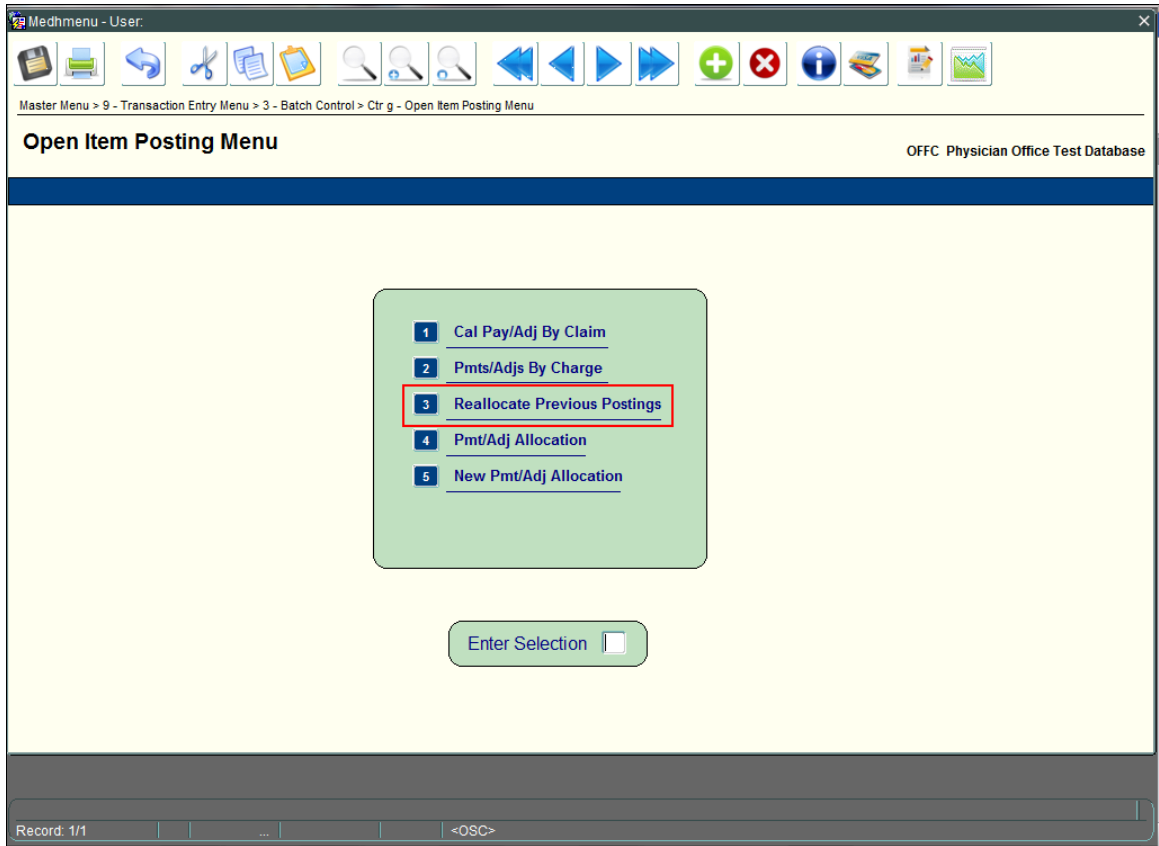 Medhmenu - User:
Master Menu > 9 - Transaction Entry Menu > 3 - Batch Control > Ctr g - Open Item Posting Menu
Open Item Posting Menu
OFFC Physician Office Test Database
1 Cal Pay/Adj By Claim
2 Pmts/Adjs By Charge
3 Reallocate Previous Postings
4 Pmt/Adj Allocation
5 New Pmt/Adj Allocation
Enter Selection
Record: 1/1 ... <OSC>